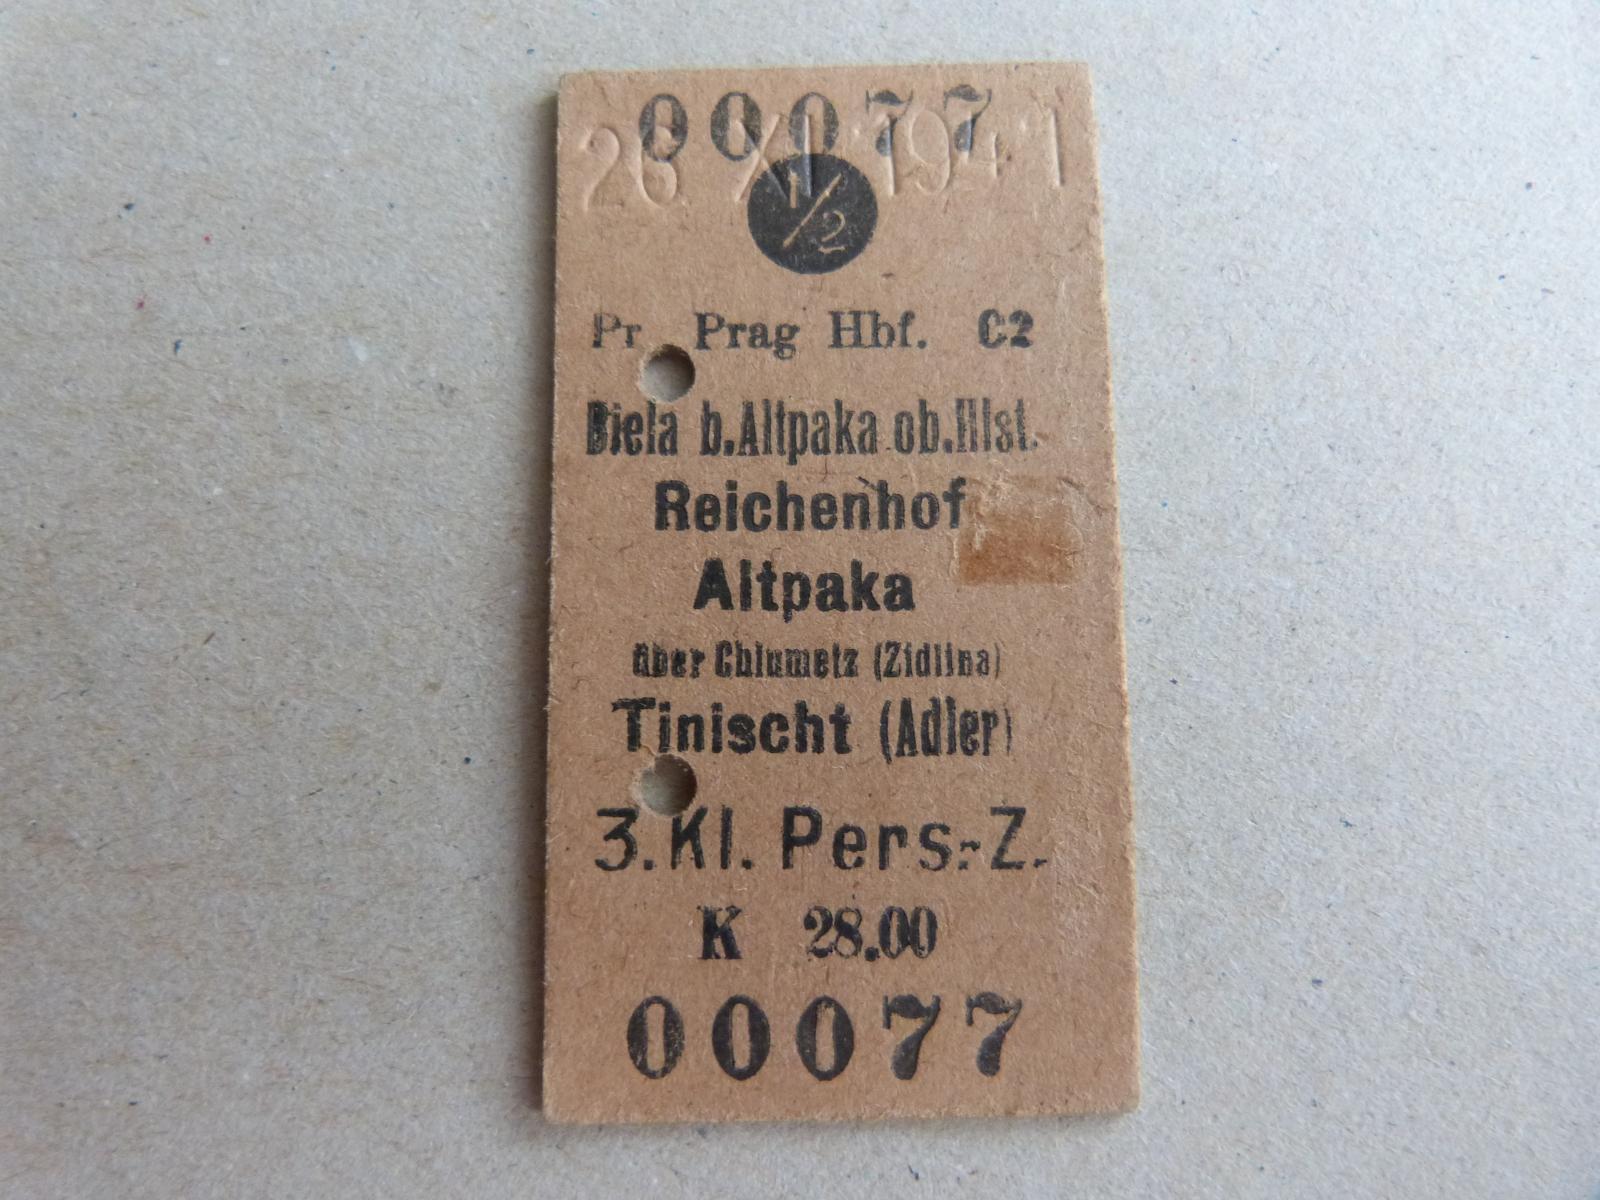 00077
26 XI 1941
1/2
Pr. Prag Hbf. C2
Biela b. Altpaka ob. Hlst.
Reichenhof
Altpaka
über Chlumetz (Zidlina)
Tinischt (Adler)
3. Kl. Pers.-Z.
K 28.00
00077